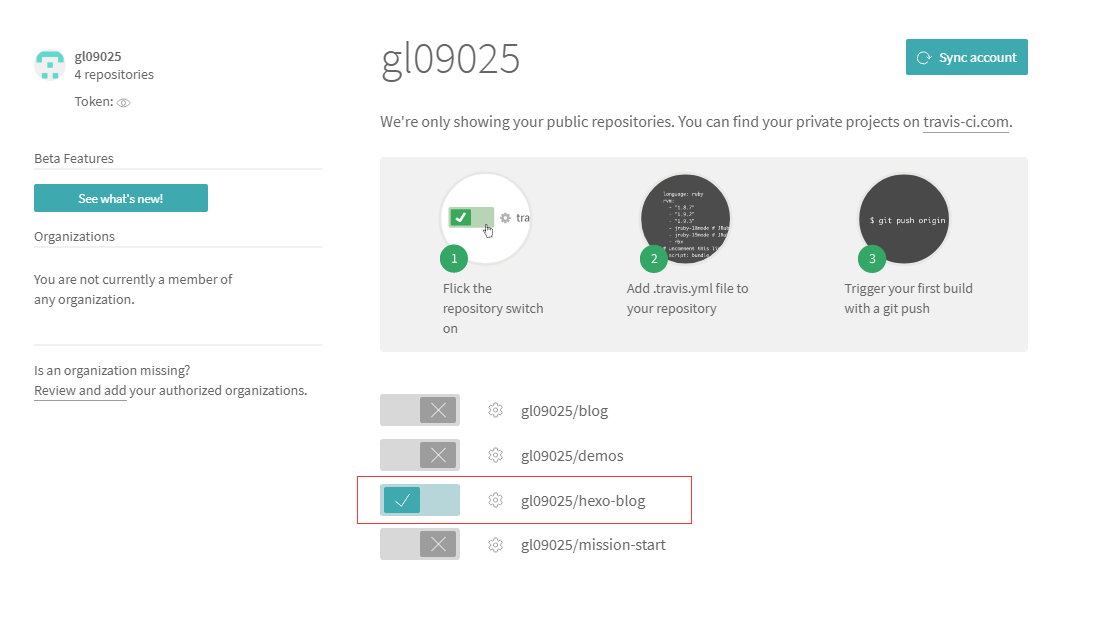 gl09025
4 repositories
Token:
Beta Features
See what's new!
Organizations
You are not currently a member of
any organization.
Is an organization missing?
Review and add your authorized organizations.
gl09025
Sync account
We're only showing your public repositories. You can find your private projects on travis-ci.com.
tra
1
Flick the
repository switch
on
language: ruby
rvm:
- "1.8.7"
- "1.9.2"
- "1.9.3"
- jruby-18mode # JRub
- jruby-19mode # JRub
- rbx
# uncomment this li
script: bundle
2
Add .travis.yml file to
your repository
$ git push origin
3
Trigger your first build
with a git push
gl09025/blog
gl09025/demos
gl09025/hexo-blog
gl09025/mission-start